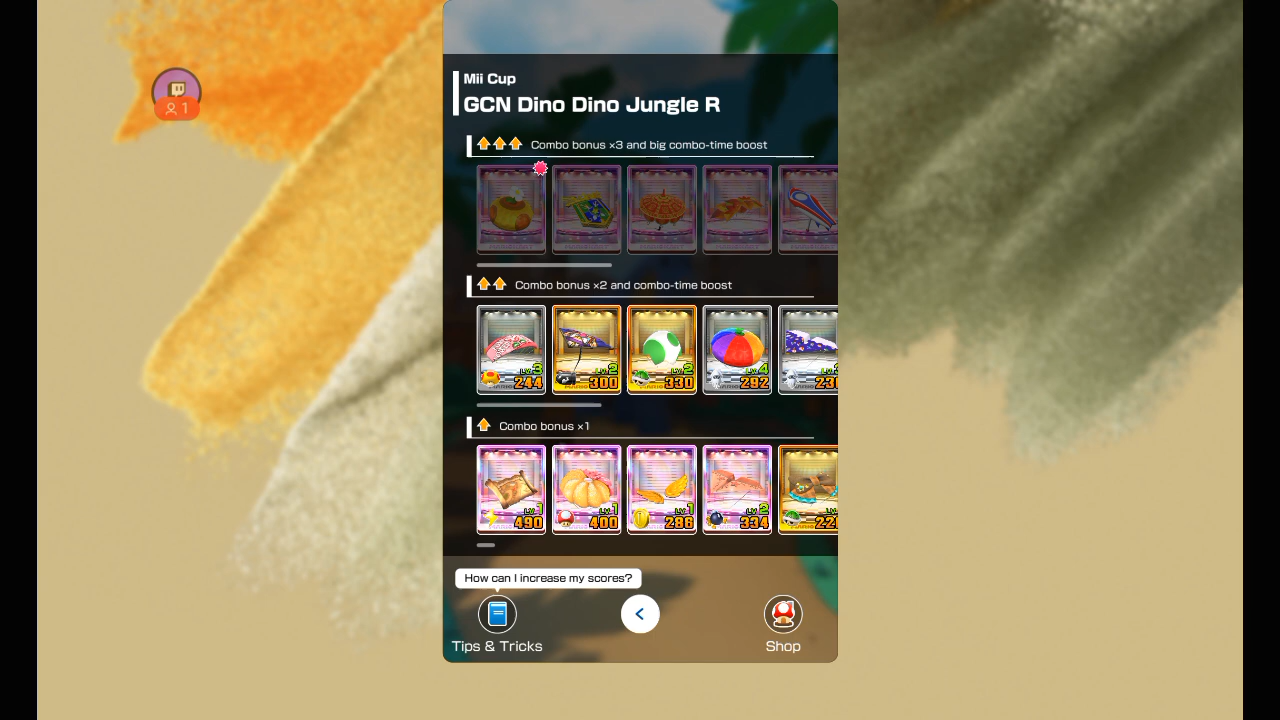 1
Mii Cup
GCN Dino Dino Jungle R
Combo bonus ×3 and big combo-time boost
Combo bonus ×2 and combo-time boost
Lv.3 Lv.2 Lv.2 Lv.4
244 300 330 292
Combo bonus ×1
Lv.1 Lv.1 Lv.1 Lv.2
490 400 286 334
How can I increase my scores?
Tips & Tricks
Shop